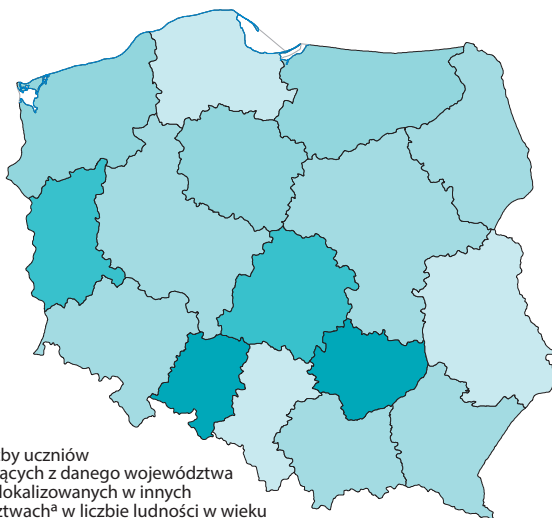 by uczniów
ących z danego województwa
lokalizowanych w innych
ztwachª w liczbie ludności w wieku